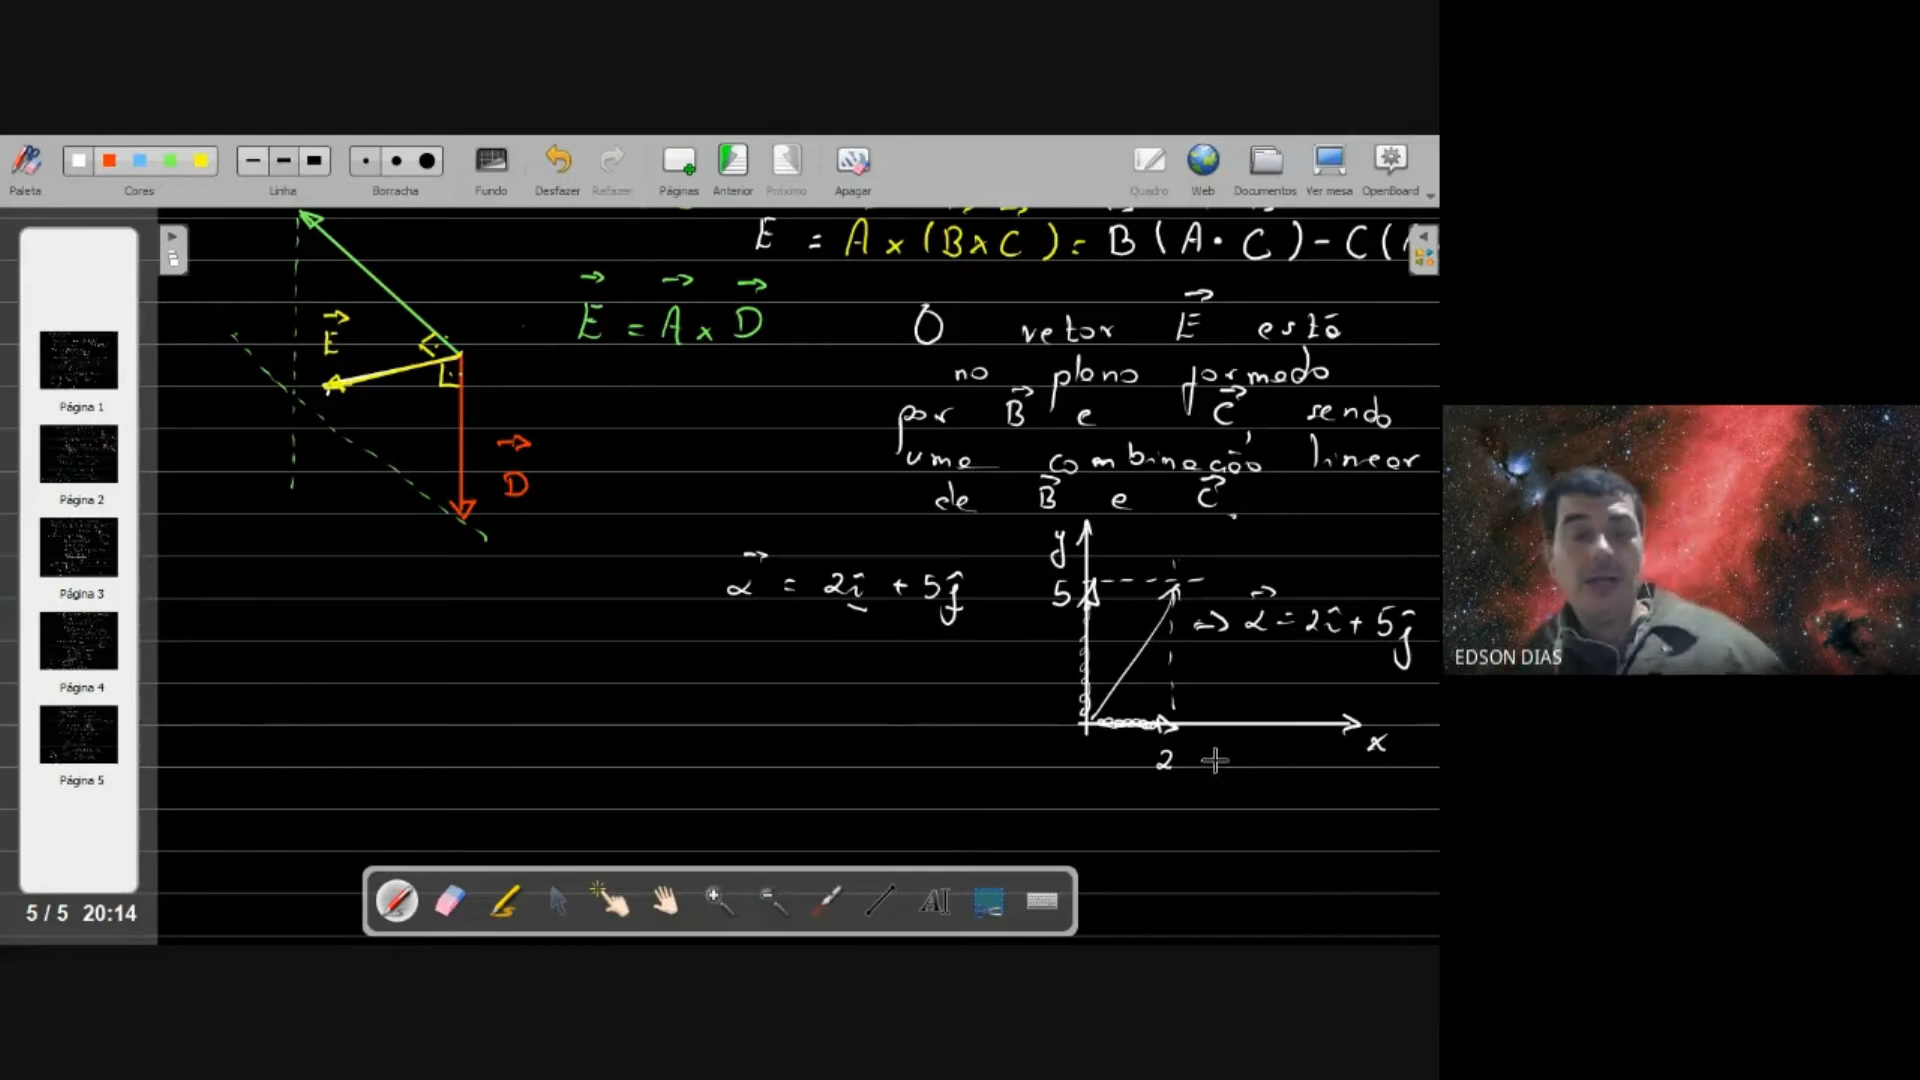 Paleta Cores Linha Borracha Fundo Desfazer Refazer Páginas Anterior Próximo Apagar Quadro Web Documentos Ver mesa OpenBoard
E = A × (B×C) = B (A · C) - C (
E = A × D
E
D
O vetor E está
no plano formado
por B e C, sendo
uma combinação linear
de B e C.
α = 2î + 5ĵ
y
5
⇒ α = 2î + 5ĵ
2
x
Página 1
Página 2
Página 3
Página 4
Página 5
5 / 5 20:14
AI
EDSON DIAS